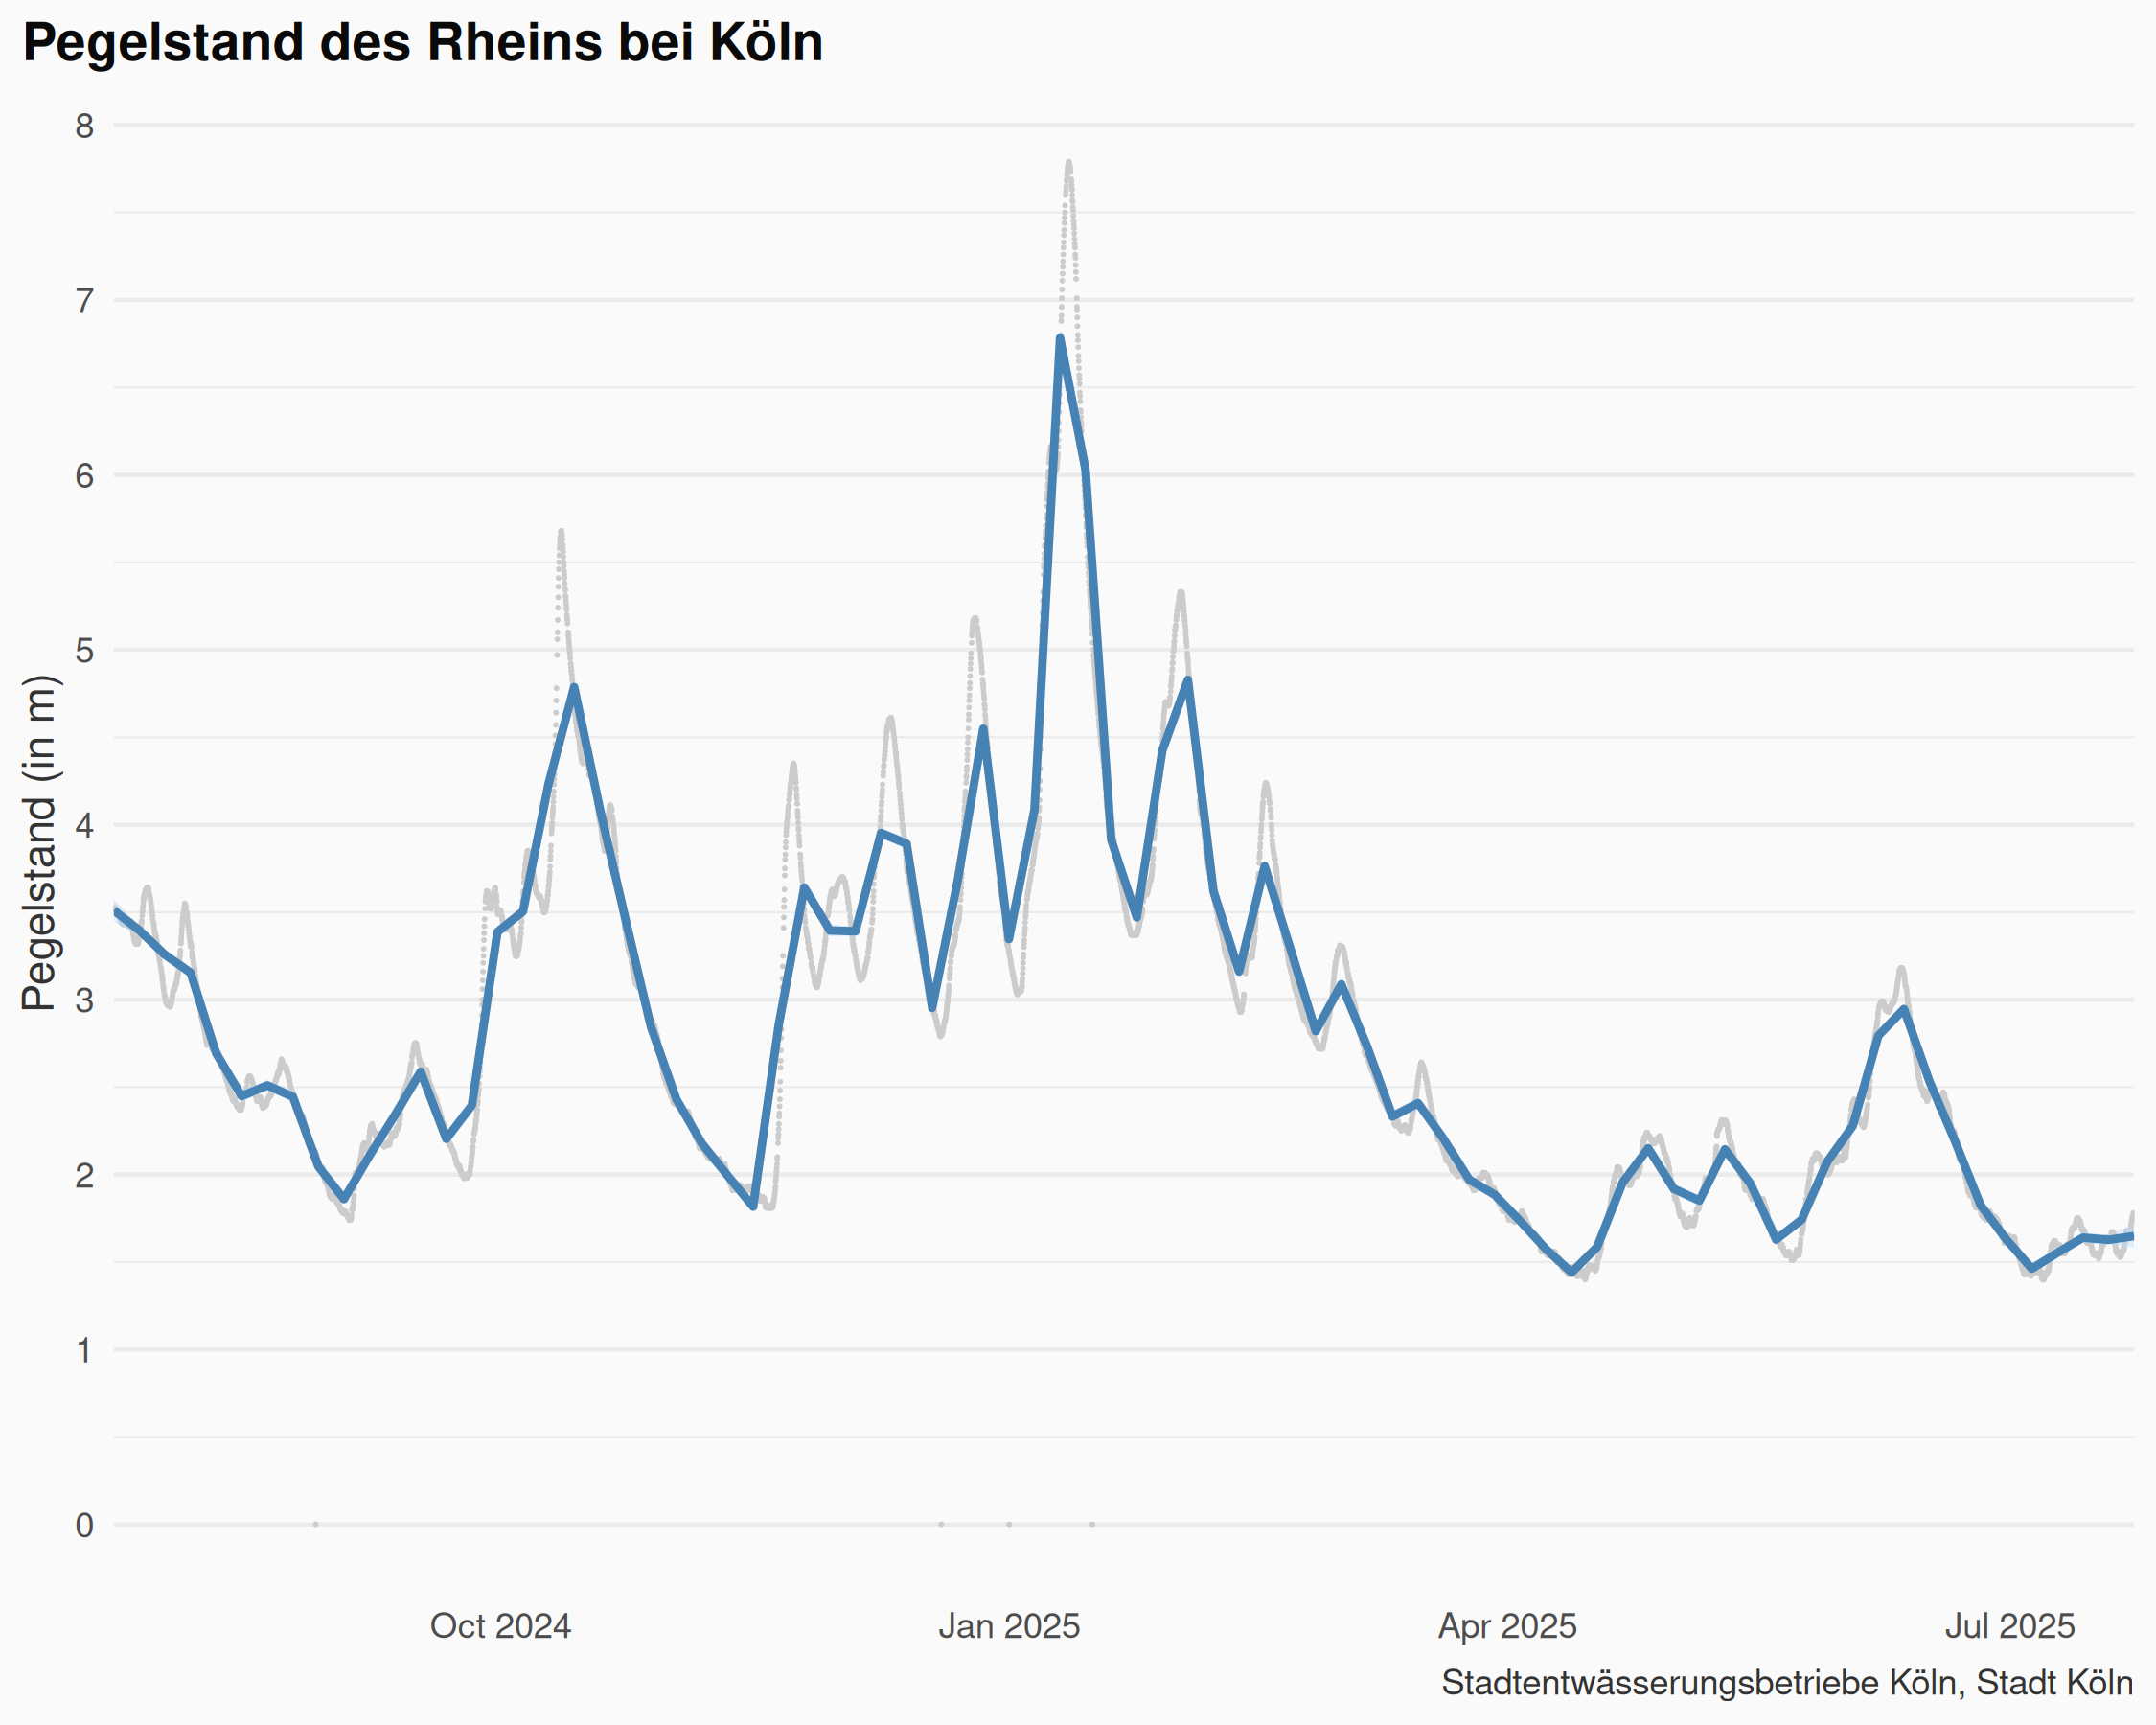 Pegelstand des Rheins bei Köln
Pegelstand (in m)
8
7
6
5
4
3
2
1
0
Oct 2024 Jan 2025 Apr 2025 Jul 2025
Stadtentwässerungsbetriebe Köln, Stadt Köln